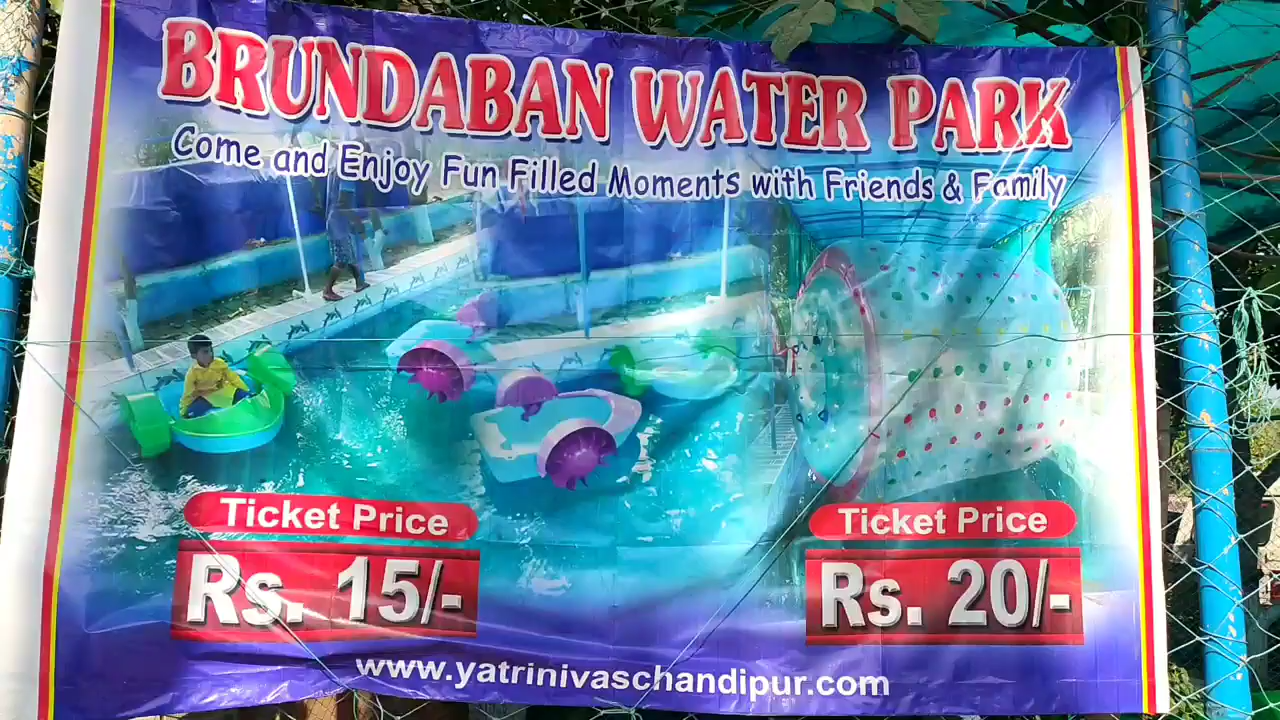 BRUNDABAN WATER PARK
Come and Enjoy Fun Filled Moments with Friends & Family
Ticket Price
Rs. 15/-
Ticket Price
Rs. 20/-
www.yatrinivaschandipur.com